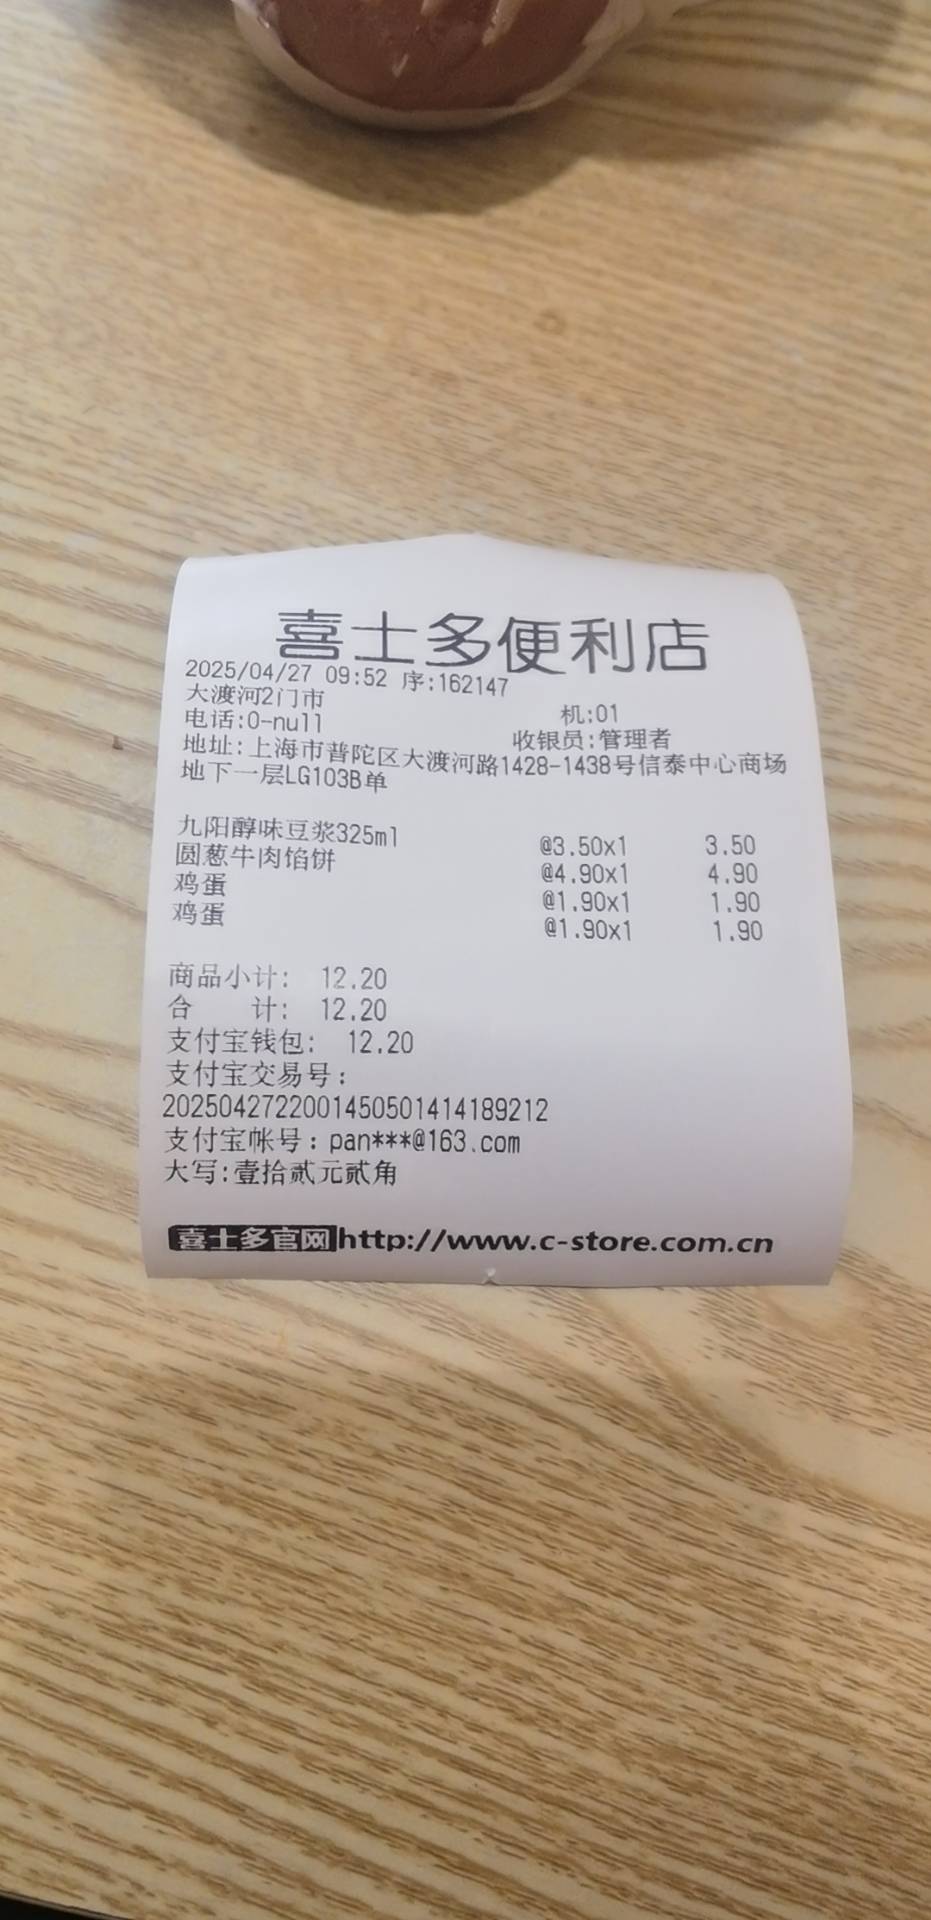 喜士多便利店
2025/04/27 09:52 序:162147
大渡河2门市 机:01
电话:0-null 收银员:管理者
地址:上海市普陀区大渡河路1428-1438号信泰中心商场
地下一层LG103B单
九阳醇味豆浆325ml @3.50x1 3.50
圆葱牛肉馅饼 @4.90x1 4.90
鸡蛋 @1.90x1 1.90
鸡蛋 @1.90x1 1.90
商品小计: 12.20
合 计: 12.20
支付宝钱包: 12.20
支付宝交易号:
2025042722001450501414189212
支付宝帐号:pan***@163.com
大写:壹拾贰元贰角
喜士多官网http://www.c-store.com.cn